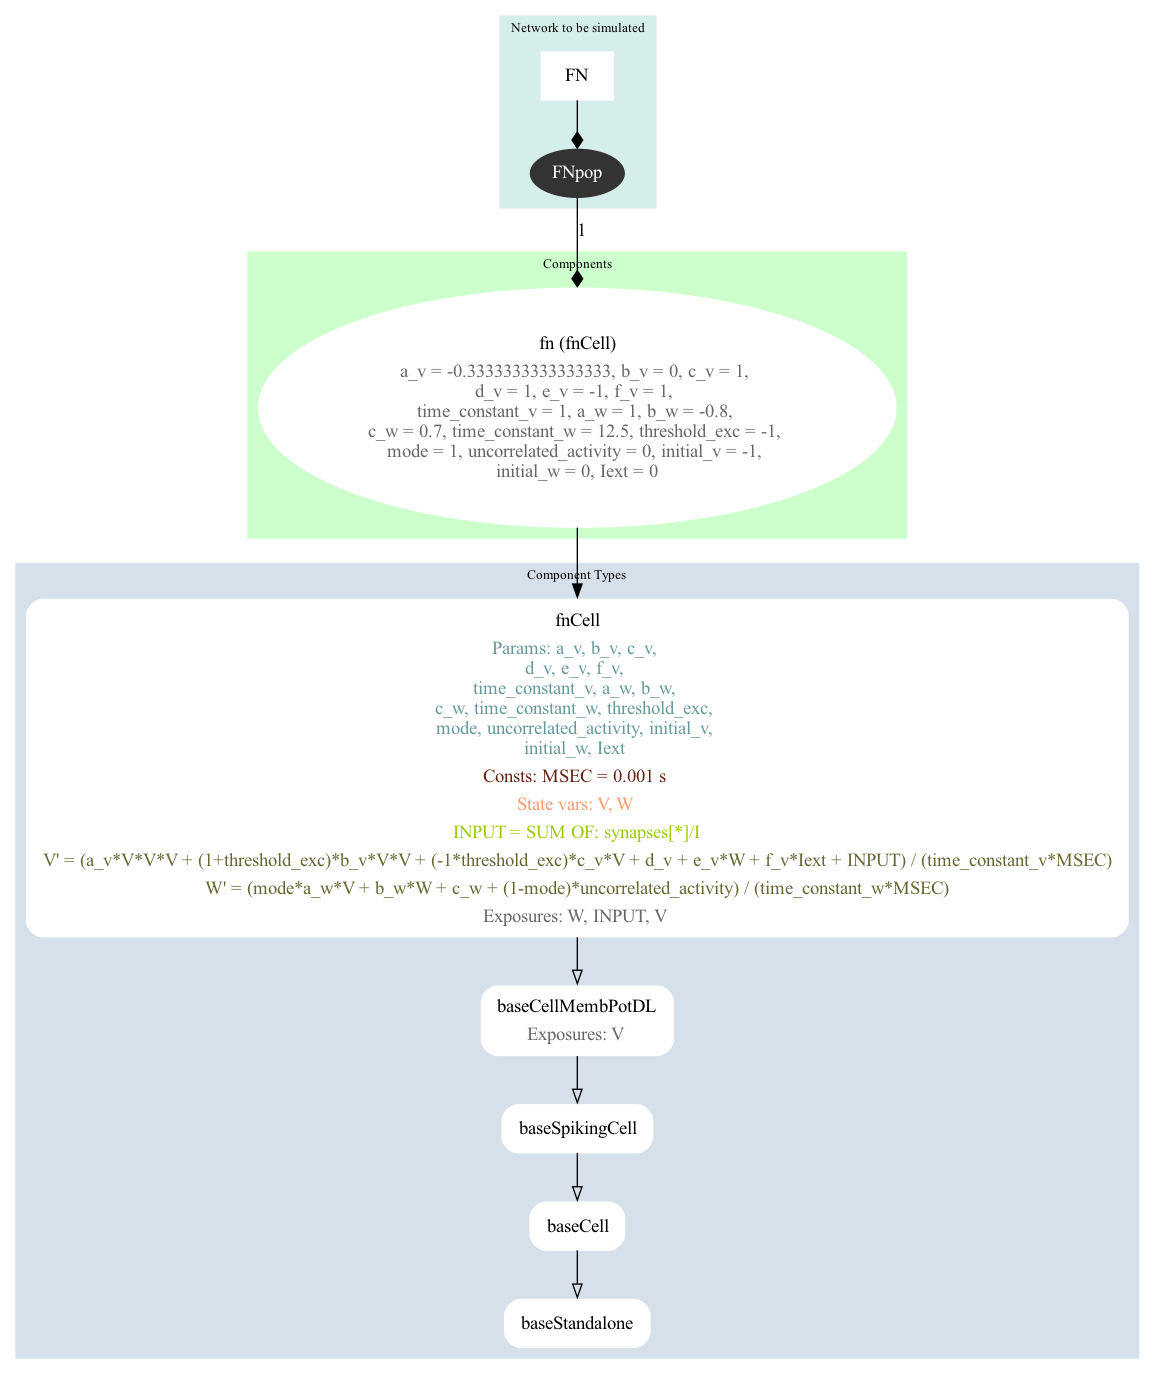 Network to be simulated
FN
FNpop
1
Components
fn (fnCell)
a_v = -0.3333333333333333, b_v = 0, c_v = 1,
d_v = 1, e_v = -1, f_v = 1,
time_constant_v = 1, a_w = 1, b_w = -0.8,
c_w = 0.7, time_constant_w = 12.5, threshold_exc = -1,
mode = 1, uncorrelated_activity = 0, initial_v = -1,
initial_w = 0, Iext = 0
Component Types
fnCell
Params: a_v, b_v, c_v,
d_v, e_v, f_v,
time_constant_v, a_w, b_w,
c_w, time_constant_w, threshold_exc,
mode, uncorrelated_activity, initial_v,
initial_w, Iext
Consts: MSEC = 0.001 s
State vars: V, W
INPUT = SUM OF: synapses[*]/I
V' = (a_v*V*V*V + (1+threshold_exc)*b_v*V*V + (-1*threshold_exc)*c_v*V + d_v + e_v*W + f_v*Iext + INPUT) / (time_constant_v*MSEC)
W' = (mode*a_w*V + b_w*W + c_w + (1-mode)*uncorrelated_activity) / (time_constant_w*MSEC)
Exposures: W, INPUT, V
baseCellMembPotDL
Exposures: V
baseSpikingCell
baseCell
baseStandalone